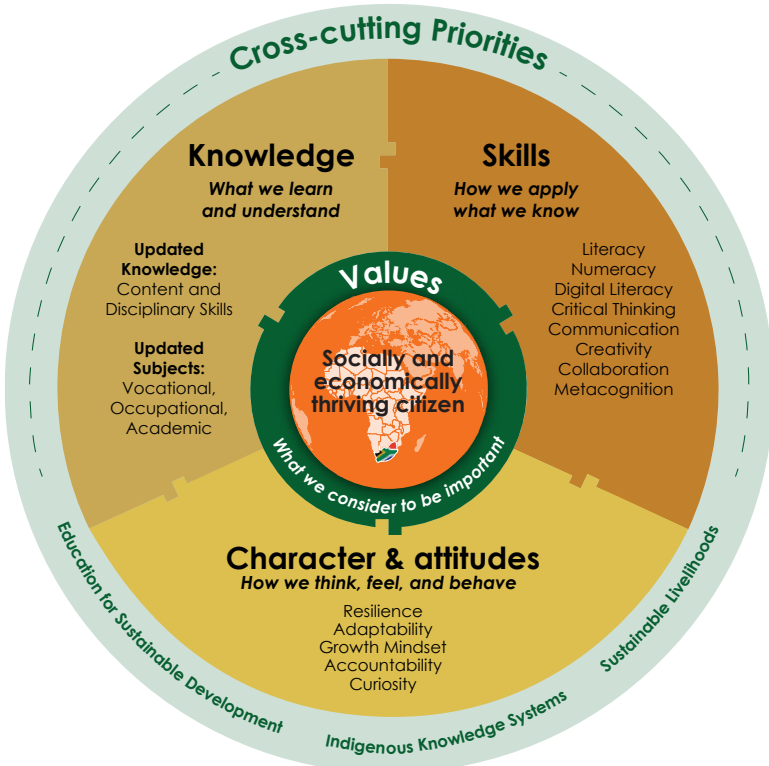 Cross-cutting Priorities
Knowledge
What we learn
and understand
Updated
Knowledge:
Content and
Disciplinary Skills
Updated
Subjects:
Vocational,
Occupational,
Academic
Skills
How we apply
what we know
Literacy
Numeracy
Digital Literacy
Critical Thinking
Communication
Creativity
Collaboration
Metacognition
Values
Socially and
economically
thriving citizen
What we consider to be important
Character & attitudes
How we think, feel, and behave
Resilience
Adaptability
Growth Mindset
Accountability
Curiosity
Education for Sustainable Development
Indigenous Knowledge Systems
Sustainable Livelihoods